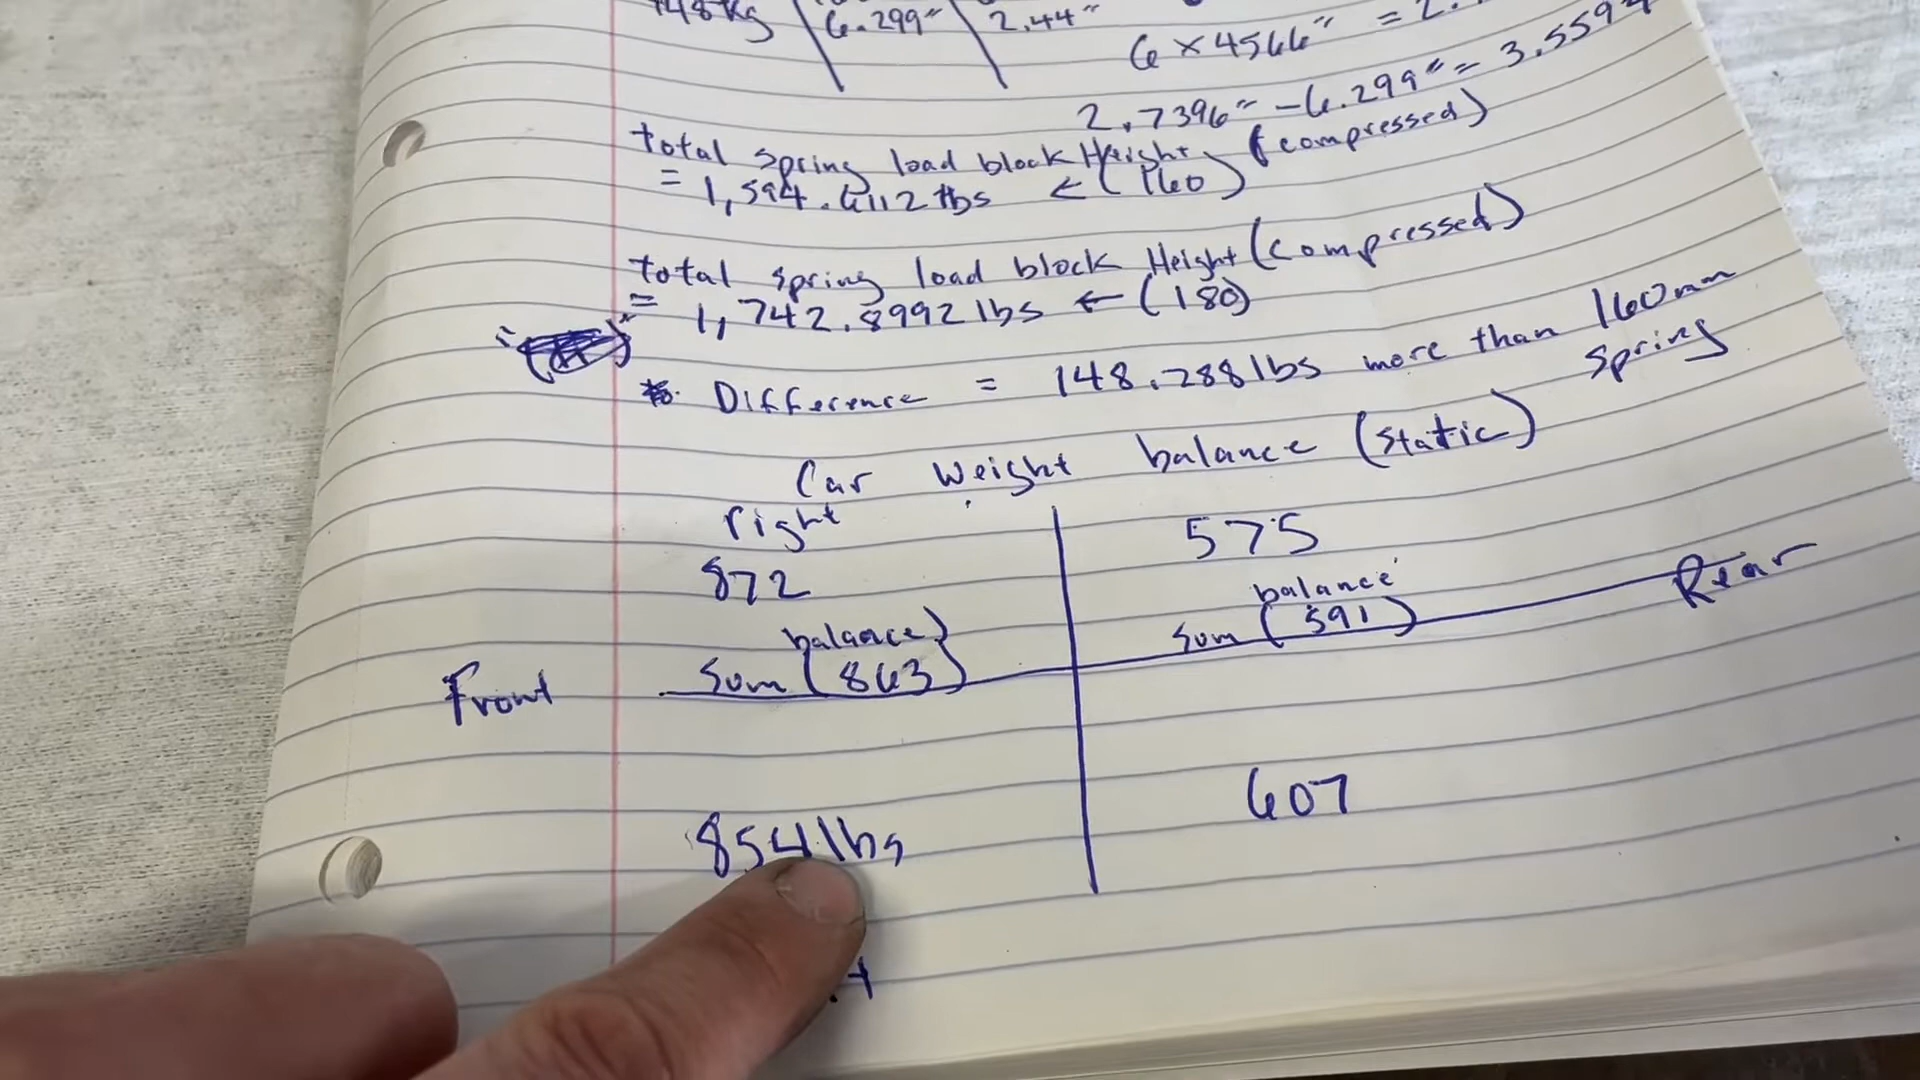 148kg 6.299" 2.44"
6 x 4566" = 2.
2.7396" - 6.299" = 3.5594
total spring load block Height (compressed)
= 1,594.6112 lbs ← (160)
total spring load block Height (compressed)
= 1,742.8992 lbs ← (180)
* Difference = 148.288 lbs more than 160mm spring
Car Weight balance (static)
right
872
575
balance
sum (863)
balance
sum (591)
Front
Rear
854 lbs
607